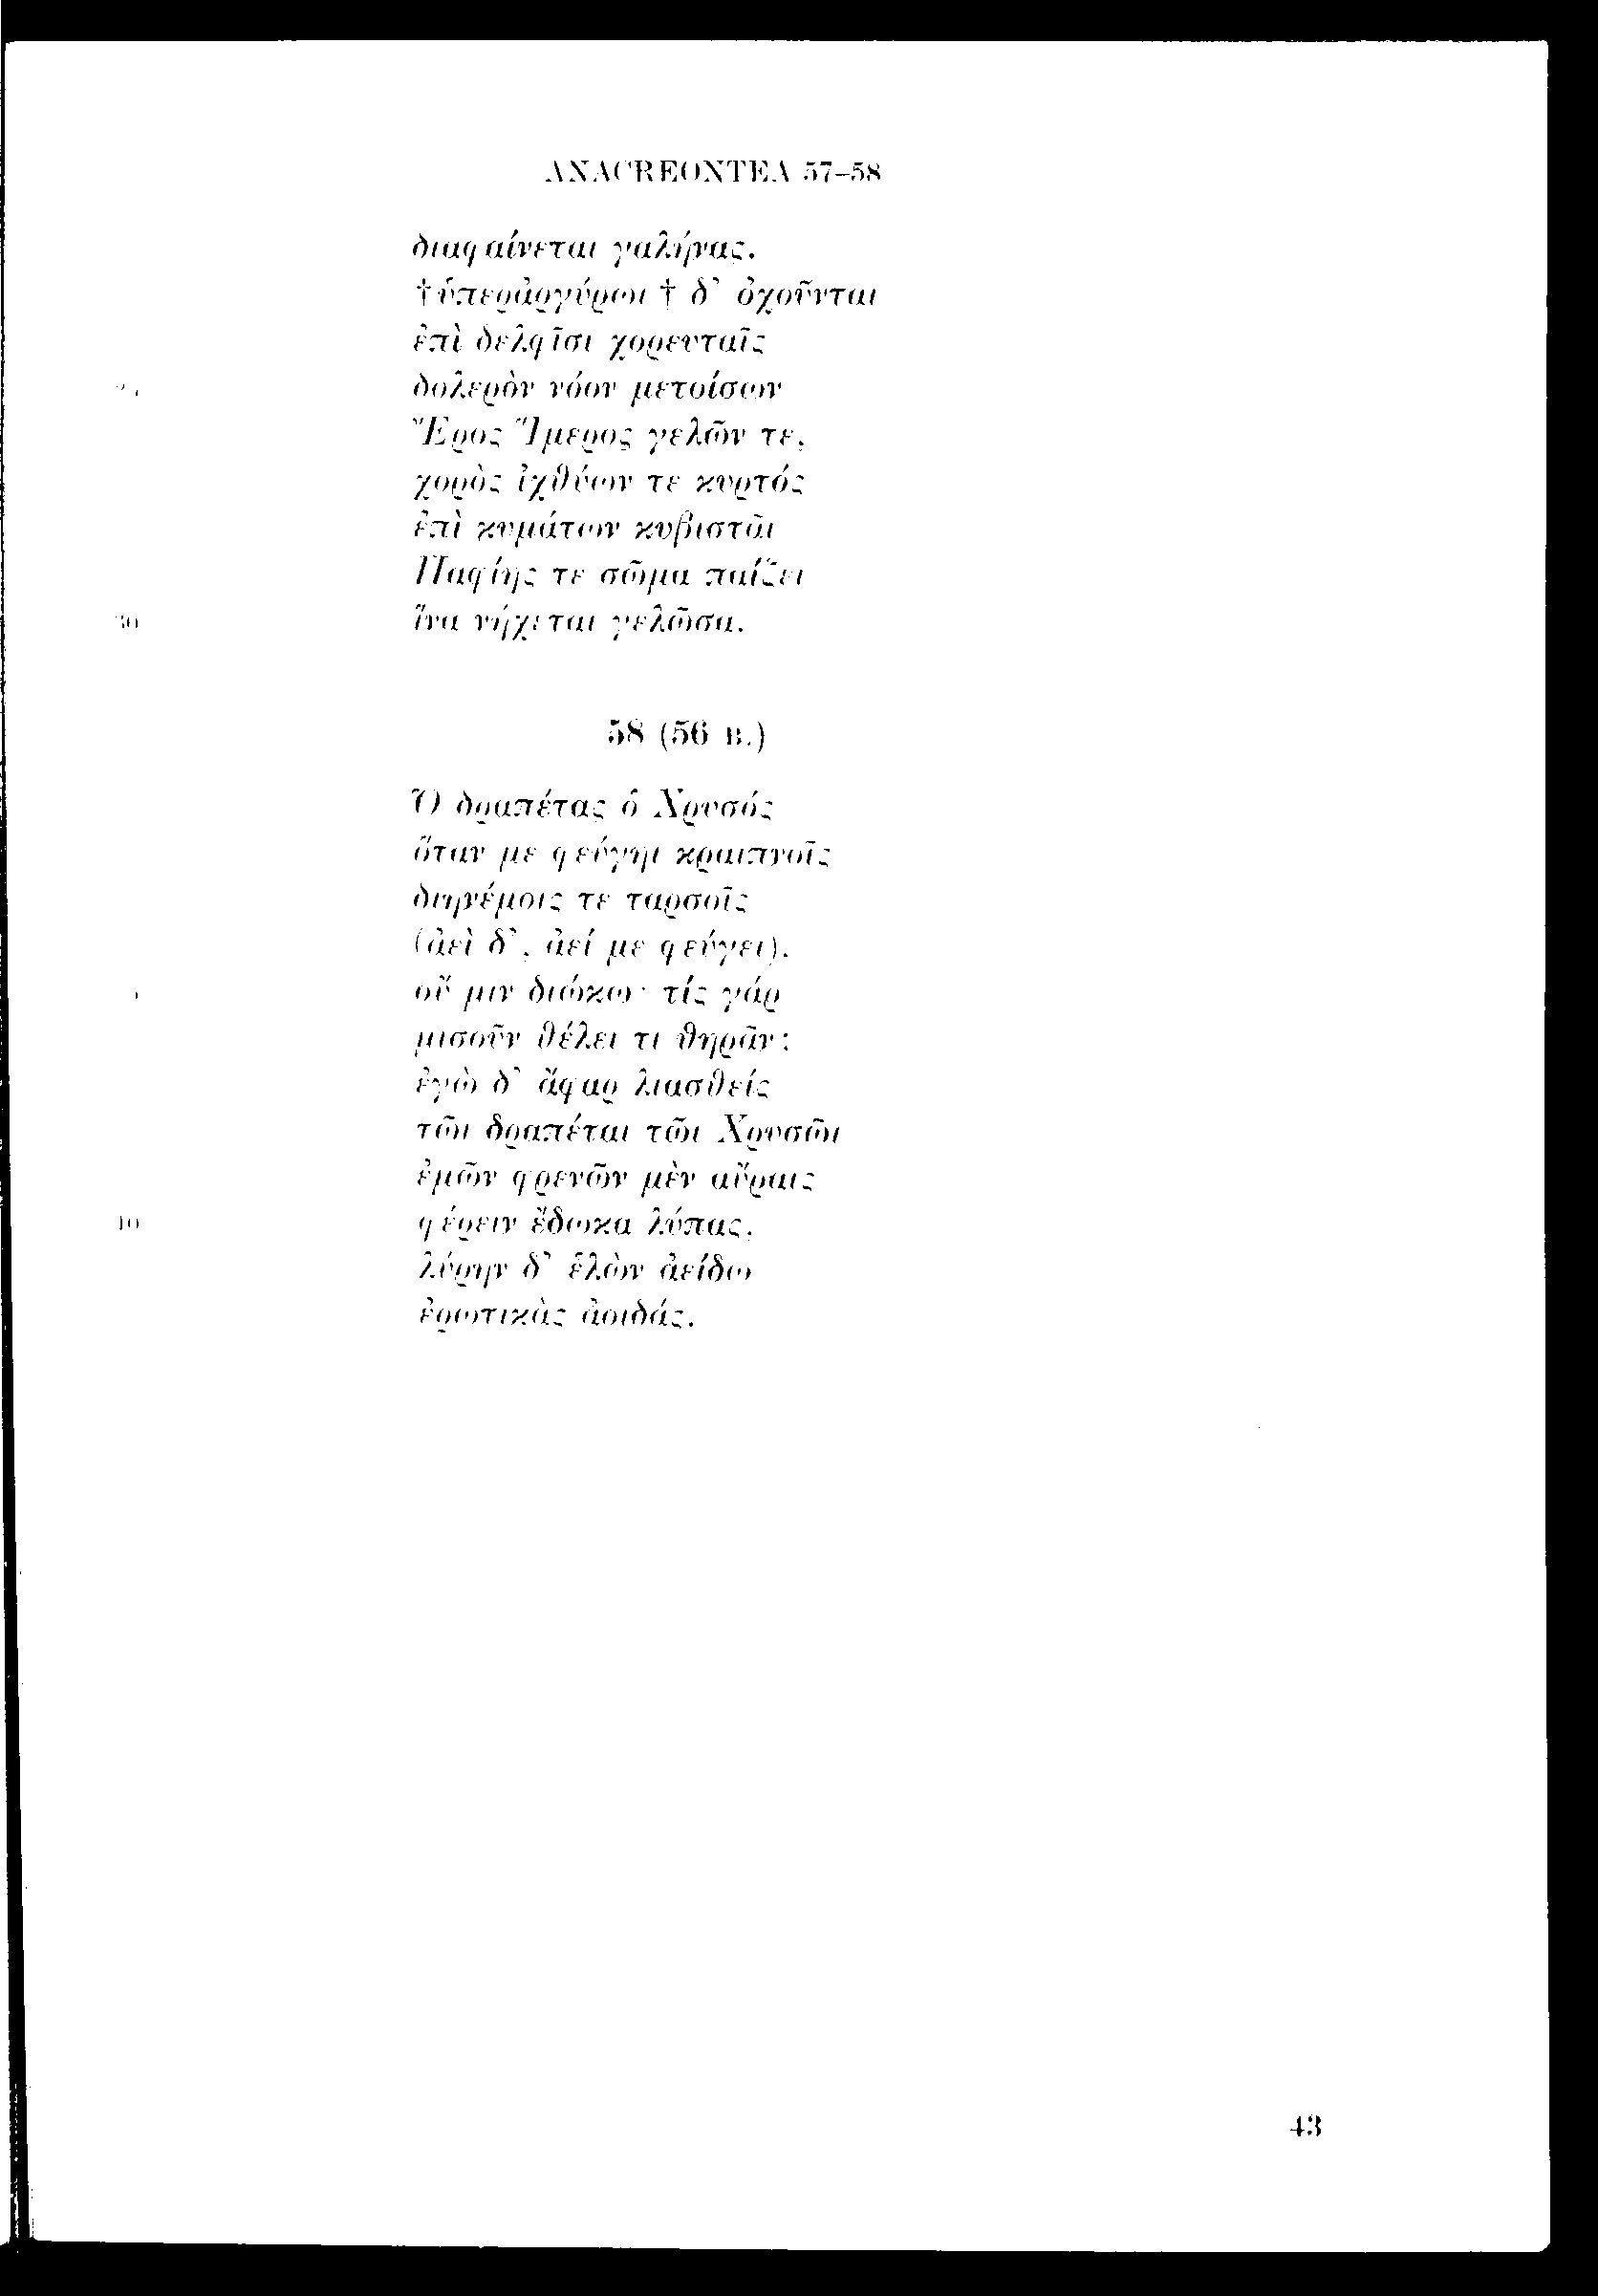 ANACREONTEA 57–58
διαφαίνεται γαλήνας.
†ὑπεράργύρωι † δ᾽ ὀχοῦνται
ἐπὶ δελφῖσι χορευταῖς
25 δολερὸν νόον μετοίσων
Ἔρος Ἵμερος γελῶν τε,
χορὸς ἰχθύων τε κυρτός
ἐπὶ κυμάτων κυβιστᾶι
Παφίης τε σῶμα παίζει
30 ἵνα νήχεται γελῶσα.
58 (56 B.)
Ὁ δραπέτας ὁ Χρυσός
ὅταν με φεύγηι κραιπνοῖς
διηνέμοις τε ταρσοῖς
(ἀεὶ δ᾽, ἀεί με φεύγει),
5 οὔ μιν διώκω· τίς γάρ
μισοῦν θέλει τι θηρᾶν;
ἐγὼ δ᾽ ἄφαρ λιασθείς
τῶι δραπέται τῶι Χρυσῶι
ἐμῶν φρενῶν μὲν αὔραις
10 φέρειν ἔδωκα λύπας,
λύρην δ᾽ ἑλὼν ἀείδω
ἐρωτικὰς ἀοιδάς.
43